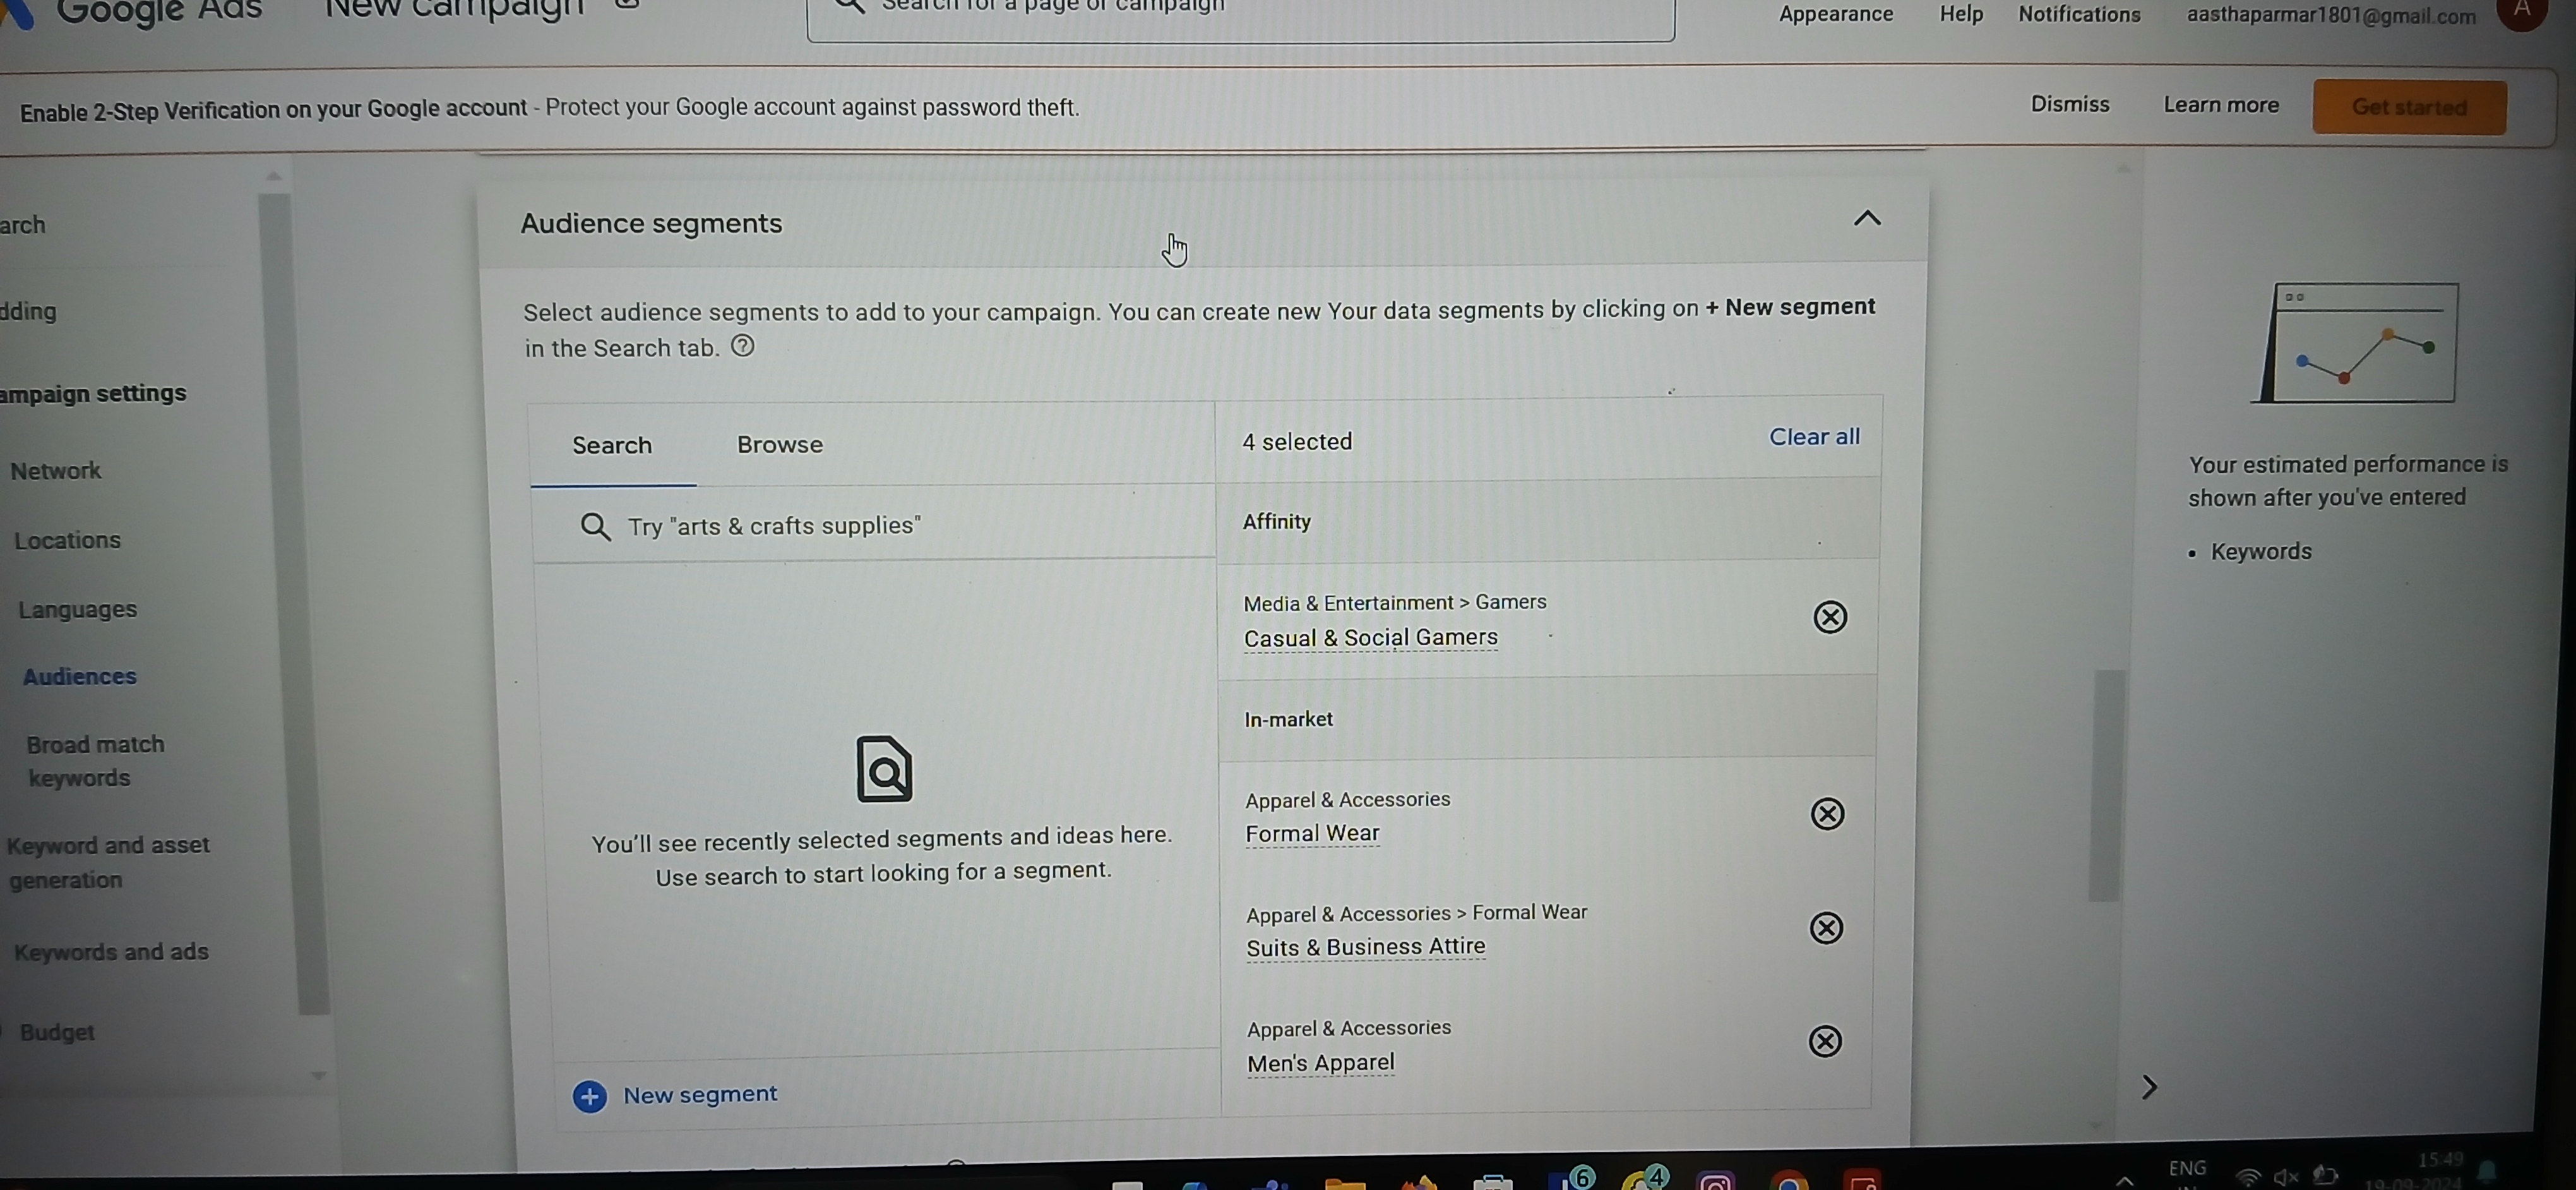 Google Ads
New campaign
Search for a page or campaign
Appearance
Help
Notifications
aasthaparmar1801@gmail.com
A
Enable 2-Step Verification on your Google account - Protect your Google account against password theft.
Dismiss
Learn more
Get started
arch
dding
ampaign settings
Network
Locations
Languages
Audiences
Broad match
keywords
Keyword and asset
generation
Keywords and ads
Budget
Audience segments
Select audience segments to add to your campaign. You can create new Your data segments by clicking on + New segment
in the Search tab.
Search
Browse
Try "arts & crafts supplies"
You'll see recently selected segments and ideas here.
Use search to start looking for a segment.
New segment
4 selected
Clear all
Affinity
Media & Entertainment > Gamers
Casual & Social Gamers
In-market
Apparel & Accessories
Formal Wear
Apparel & Accessories > Formal Wear
Suits & Business Attire
Apparel & Accessories
Men's Apparel
Your estimated performance is
shown after you've entered
• Keywords
6
4
ENG
15:49
19-09-2024